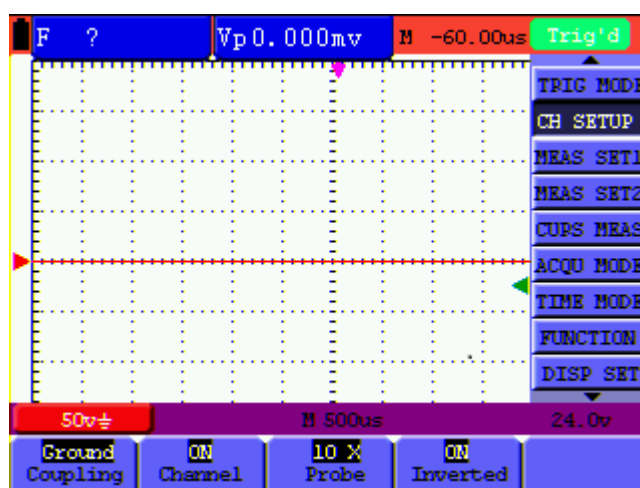 F ? Vp0.000mv M -60.00us Trig'd
TRIG MODE
CH SETUP
MEAS SET1
MEAS SET2
CURS MEAS
ACQU MODE
TIME MODE
FUNCTION
DISP SET
50v M 500us 24.0v
Ground ON 10 X ON
Coupling Channel Probe Inverted